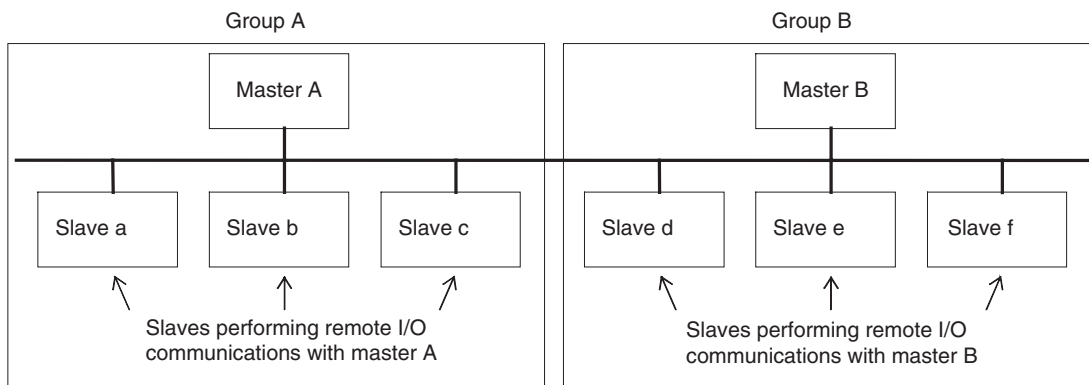 Group A
Group B
Master A
Master B
Slave a
Slave b
Slave c
Slave d
Slave e
Slave f
Slaves performing remote I/O
communications with master A
Slaves performing remote I/O
communications with master B